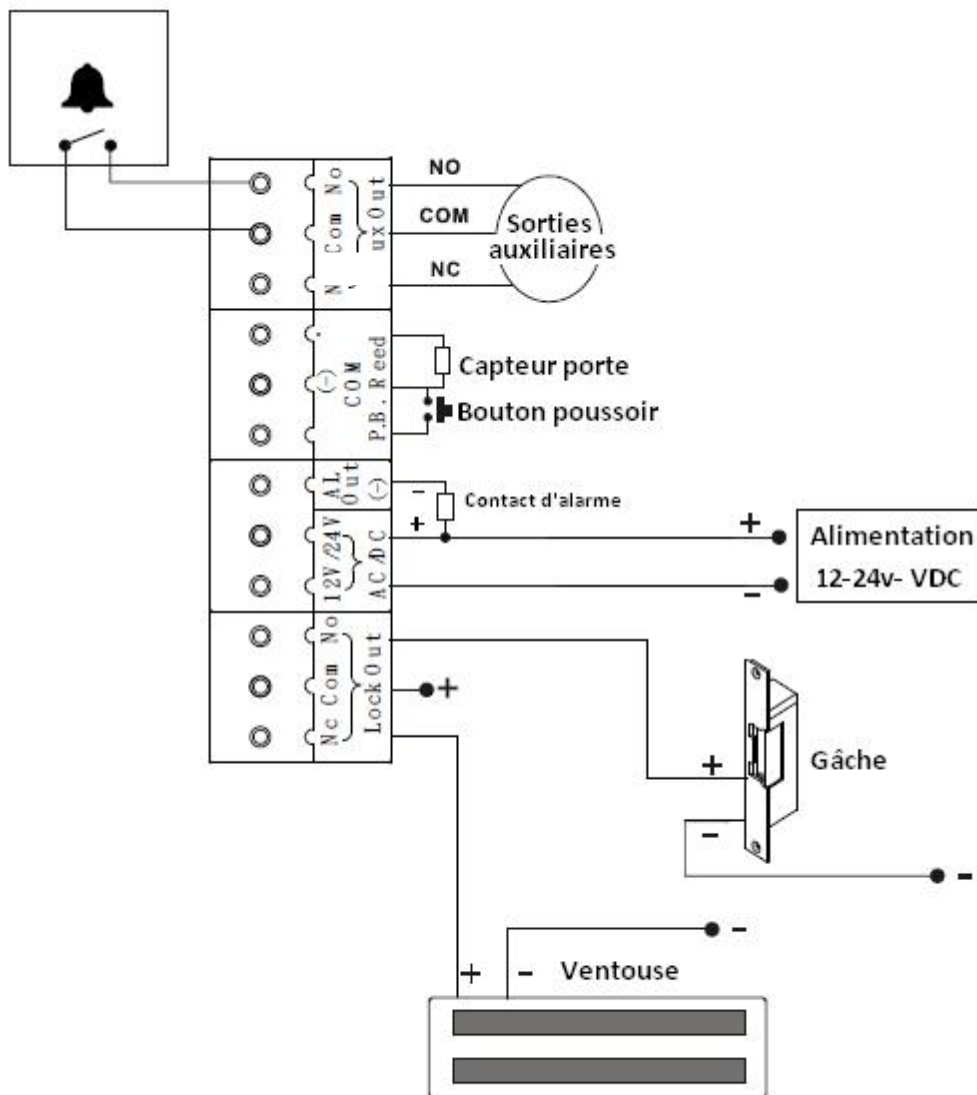 NO
COM
NC
Sorties
auxiliaires
Com No
ux Out
N
(-)
COM
P.B. Reed
Capteur porte
Bouton poussoir
AL
Out
(-)
-
+
Contact d'alarme
12V/24V
AC/DC
+
-
Alimentation
12-24v- VDC
Nc Com No
Lock Out
+
+
-
Gâche
-
-
+
-
Ventouse